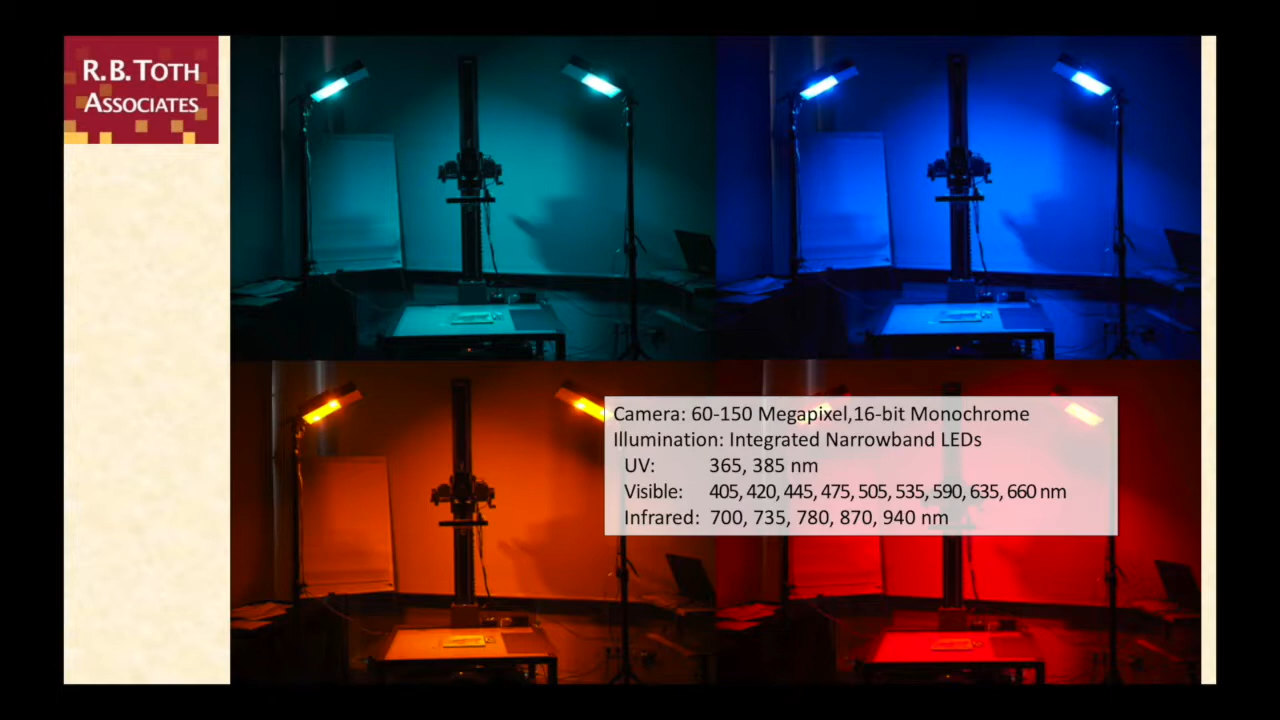 R.B.TOTH
ASSOCIATES
Camera: 60-150 Megapixel,16-bit Monochrome
Illumination: Integrated Narrowband LEDs
UV: 365, 385 nm
Visible: 405, 420, 445, 475, 505, 535, 590, 635, 660 nm
Infrared: 700, 735, 780, 870, 940 nm